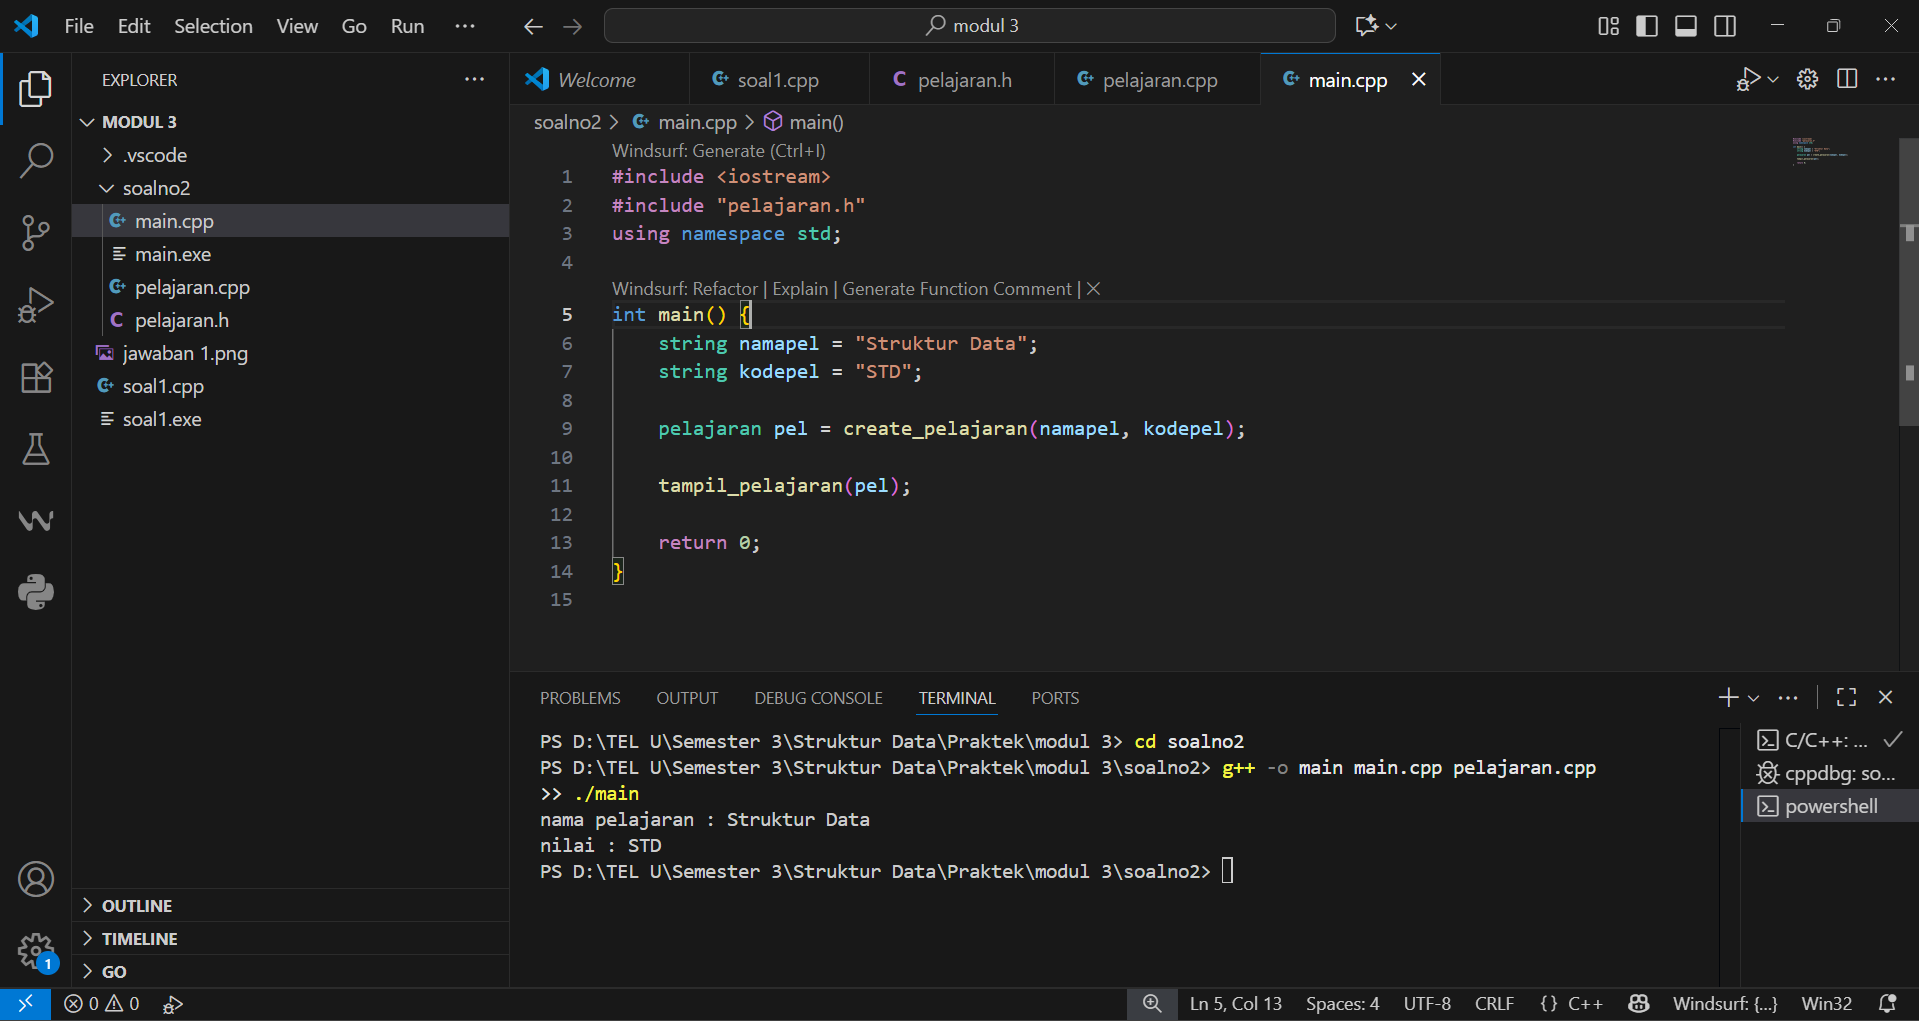 File Edit Selection View Go Run ··· modul 3
EXPLORER ···
MODUL 3
.vscode
soalno2
main.cpp
main.exe
pelajaran.cpp
pelajaran.h
jawaban 1.png
soal1.cpp
soal1.exe
OUTLINE
TIMELINE
GO
1
Welcome soal1.cpp pelajaran.h pelajaran.cpp main.cpp
soalno2 > main.cpp > main()
Windsurf: Generate (Ctrl+I)
1 #include <iostream>
2 #include "pelajaran.h"
3 using namespace std;
4
Windsurf: Refactor | Explain | Generate Function Comment | X
5 int main() {
6 string namapel = "Struktur Data";
7 string kodepel = "STD";
8
9 pelajaran pel = create_pelajaran(namapel, kodepel);
10
11 tampil_pelajaran(pel);
12
13 return 0;
14 }
15
PROBLEMS OUTPUT DEBUG CONSOLE TERMINAL PORTS
PS D:\TEL U\Semester 3\Struktur Data\Praktek\modul 3> cd soalno2
PS D:\TEL U\Semester 3\Struktur Data\Praktek\modul 3\soalno2> g++ -o main main.cpp pelajaran.cpp
>> ./main
nama pelajaran : Struktur Data
nilai : STD
PS D:\TEL U\Semester 3\Struktur Data\Praktek\modul 3\soalno2>
C/C++: ...
cppdbg: so...
powershell
0 0 Ln 5, Col 13 Spaces: 4 UTF-8 CRLF {} C++ Windsurf: {...} Win32